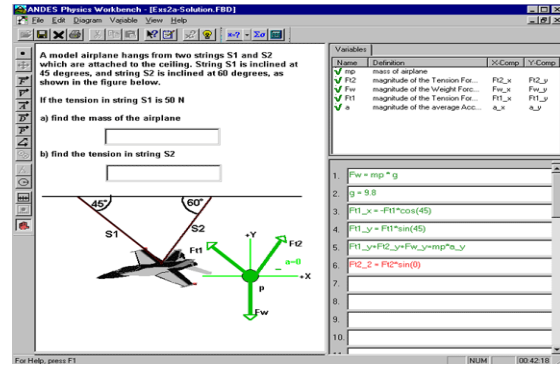 ANDES Physics Workbench - [Exs2a-Solution.FBD]
File Edit Diagram Variable View Help
A model airplane hangs from two strings S1 and S2
which are attached to the ceiling. String S1 is inclined at
45 degrees, and string S2 is inclined at 60 degrees, as
shown in the figure below.
If the tension in string S1 is 50 N
a) find the mass of the airplane
b) find the tension in string S2
45°
60°
S1
S2
Ft1
+Y
Ft2
a=0
+X
p
Fw
Variables
Name Definition X-Comp Y-Comp
mp mass of airplane
Ft2 magnitude of the Tension For... Ft2_x Ft2_y
Fw magnitude of the Weight Forc... Fw_x Fw_y
Ft1 magnitude of the Tension For... Ft1_x Ft1_y
a magnitude of the average Acc... a_x a_y
1. Fw = mp * g
2. g = 9.8
3. Ft1_x = -Ft1*cos(45)
4. Ft1_y = Ft1*sin(45)
5. Ft1_y+Ft2_y+Fw_y=mp*a_y
6. Ft2_2 = Ft2*sin(0)
7.
8.
9.
10.
For Help, press F1
NUM
00:42:18